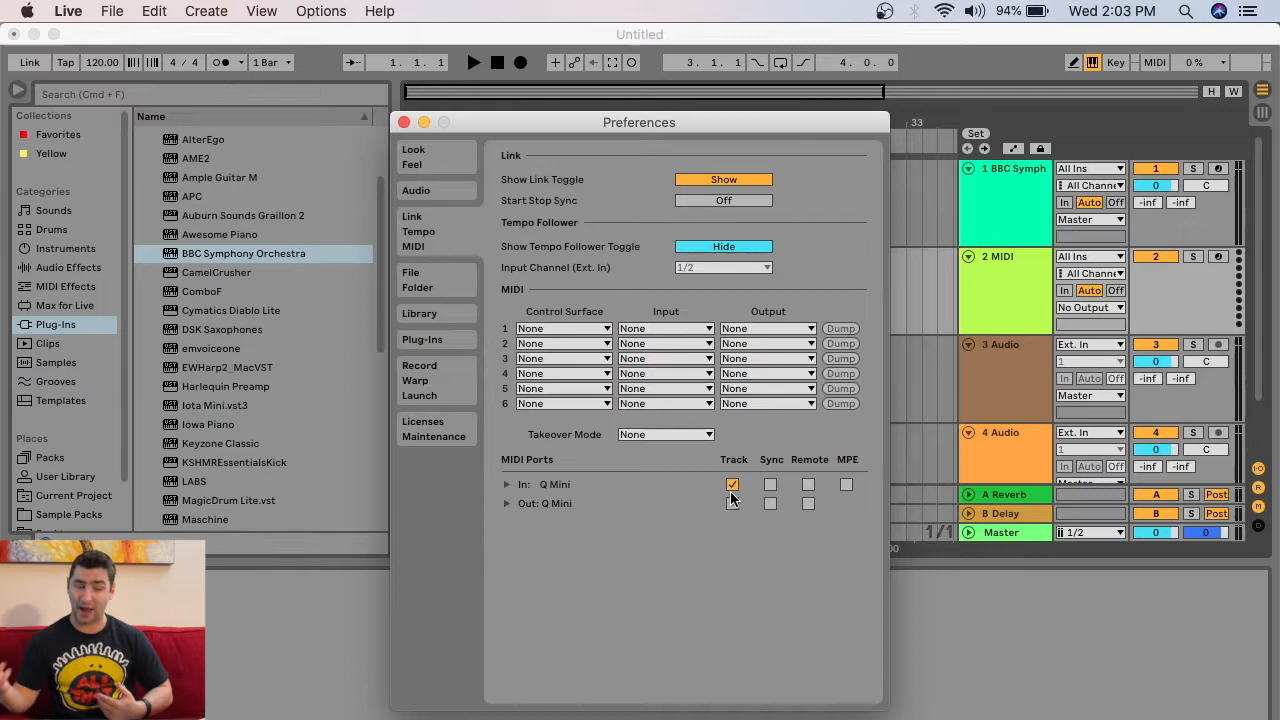 Live File Edit Create View Options Help 94% Wed 2:03 PM
Untitled
Link Tap 120.00 4 / 4 1 Bar 1. 1. 1 3. 1. 1 4. 0. 0 Key MIDI 0 %
Search (Cmd + F)
H W
Collections
Favorites
Yellow
Categories
Sounds
Drums
Instruments
Audio Effects
MIDI Effects
Max for Live
Plug-Ins
Clips
Samples
Grooves
Templates
Places
Packs
User Library
Current Project
Sample Packs
Name
AlterEgo
AME2
Ample Guitar M
APC
Auburn Sounds Graillon 2
Awesome Piano
BBC Symphony Orchestra
CamelCrusher
ComboF
Cymatics Diablo Lite
DSK Saxophones
emvoiceone
EWHarp2_MacVST
Harlequin Preamp
Iota Mini.vst3
Iowa Piano
Keyzone Classic
KSHMREssentialsKick
LABS
MagicDrum Lite.vst
Maschine
Preferences
Look
Feel
Audio
Link
Tempo
MIDI
File
Folder
Library
Plug-Ins
Record
Warp
Launch
Licenses
Maintenance
Link
Show Link Toggle Show
Start Stop Sync Off
Tempo Follower
Show Tempo Follower Toggle Hide
Input Channel (Ext. In) 1/2
MIDI
Control Surface Input Output
1 None None None Dump
2 None None None Dump
3 None None None Dump
4 None None None Dump
5 None None None Dump
6 None None None Dump
Takeover Mode None
MIDI Ports Track Sync Remote MPE
In: Q Mini
Out: Q Mini
33
Set
1 BBC Symph All Ins 1 S
All Channe 0 C
In Auto Off -inf -inf
Master
2 MIDI All Ins 2 S
All Channe
In Auto Off
No Output
3 Audio Ext. In 3 S
1 0 C
In Auto Off -inf -inf
Master
4 Audio Ext. In 4 S
1 0 C
In Auto Off -inf -inf
Master
A Reverb A S Post
B Delay B S Post
1/1 Master 1/2 0 0
00